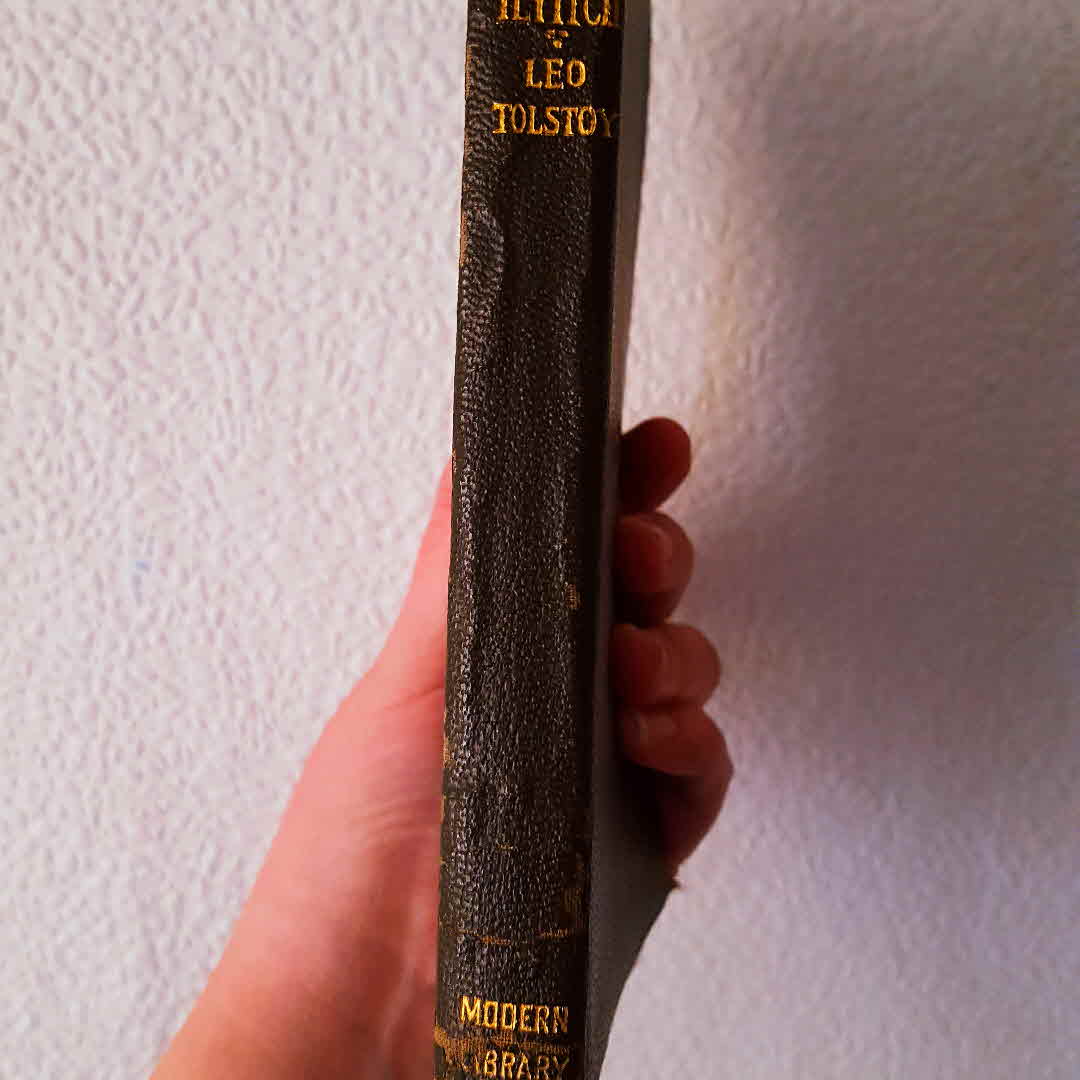 ILYITCH
LEO
TOLSTOY
MODERN
LIBRARY